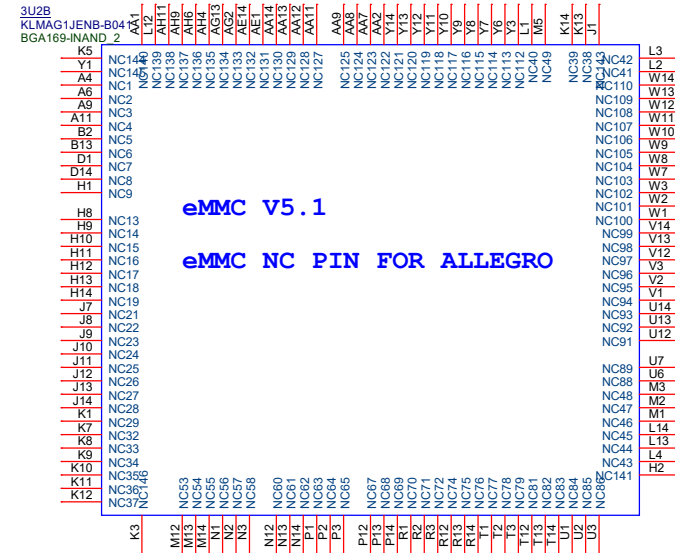 3U2B
KLMAG1JENB-B041
BGA169-INAND_2
AA1
L12
AH11
AH9
AH6
AH4
AG13
AG2
AE14
AE1
AA14
AA13
AA12
AA11
AA9
AA8
AA7
AA2
Y14
Y13
Y12
Y11
Y10
Y9
Y8
Y7
Y6
Y3
L1
M5
K14
K13
J1
NC140
NC139
NC138
NC137
NC136
NC135
NC134
NC133
NC132
NC131
NC130
NC129
NC128
NC127
NC125
NC124
NC123
NC122
NC121
NC120
NC119
NC118
NC117
NC116
NC115
NC114
NC113
NC112
NC40
NC49
NC39
NC38
NC143
K5 NC144
Y1 NC145
A4 NC1
A6 NC2
A9 NC3
A11 NC4
B2 NC5
B13 NC6
D1 NC7
D14 NC8
H1 NC9
H8 NC13
H9 NC14
H10 NC15
H11 NC16
H12 NC17
H13 NC18
H14 NC19
J7 NC21
J8 NC22
J9 NC23
J10 NC24
J11 NC25
J12 NC26
J13 NC27
J14 NC28
K1 NC29
K7 NC32
K8 NC33
K9 NC34
K10 NC35
K11 NC36
K12 NC37
eMMC V5.1
eMMC NC PIN FOR ALLEGRO
NC42 L3
NC41 L2
NC110 W14
NC109 W13
NC108 W12
NC107 W11
NC106 W10
NC105 W9
NC104 W8
NC103 W7
NC102 W3
NC101 W2
NC100 W1
NC99 V14
NC98 V13
NC97 V12
NC96 V3
NC95 V2
NC94 V1
NC93 U14
NC92 U13
NC91 U12
NC89 U7
NC88 U6
NC48 M3
NC47 M2
NC46 M1
NC45 L14
NC44 L13
NC43 L4
NC141 H2
NC146
NC53
NC54
NC55
NC56
NC57
NC58
NC60
NC61
NC62
NC63
NC64
NC65
NC67
NC68
NC69
NC70
NC71
NC72
NC74
NC75
NC76
NC77
NC78
NC79
NC81
NC82
NC83
NC84
NC85
NC86
K3
M12
M13
M14
N1
N2
N3
N12
N13
N14
P1
P2
P3
P12
P13
P14
R1
R2
R3
R12
R13
R14
T1
T2
T3
T12
T13
T14
U1
U2
U3